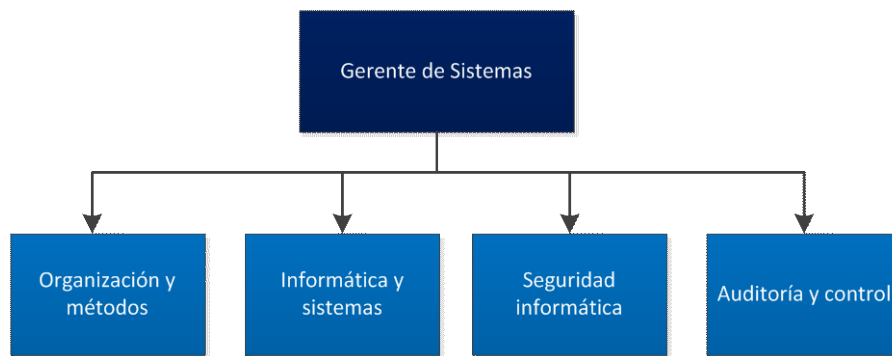 Gerente de Sistemas
Organización y
métodos
Informática y
sistemas
Seguridad
informática
Auditoría y control